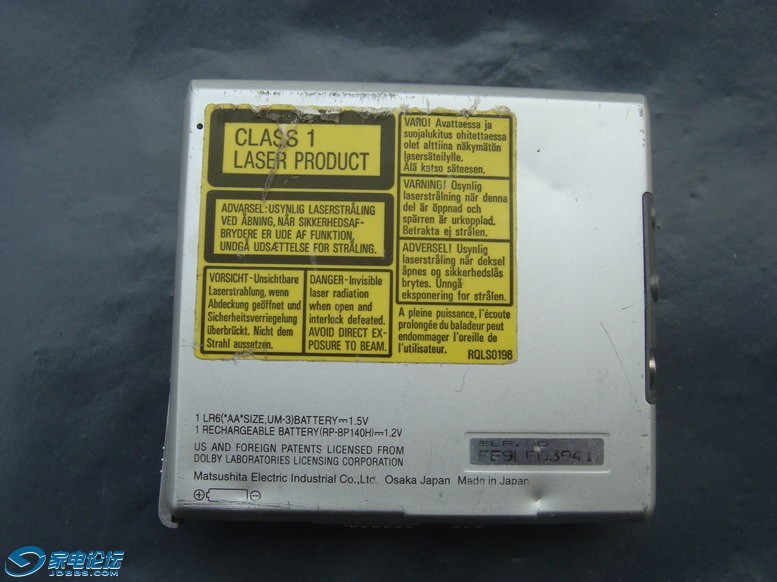 CLASS 1
LASER PRODUCT
ADVARSEL: USYNLIG LASERSTRÅLING
VED ÅBNING, NÅR SIKKERHEDSAF-
BRYDERE ER UDE AF FUNKTION,
UNDGÅ UDSÆTTELSE FOR STRÅLING.
VORSICHT-Unsichtbare
Laserstrahlung, wenn
Abdeckung geöffnet und
Sicherheitsverriegelung
überbrückt. Nicht dem
Strahl aussetzen.
DANGER-Invisible
laser radiation
when open and
interlock defeated.
AVOID DIRECT EX-
POSURE TO BEAM.
VARO! Avattaessa ja
suojalukitus ohitettaessa
olet alttiina näkymätön
lasersäteilylle.
Älä katso säteesen.
VARNING! Osynlig
laserstrålning när denna
del är öppnad och
spärren är urkopplad.
Betrakta ej strålen.
ADVERSEL! Usynlig
laserstråling når deksel
åpnes og sikkerhedslås
brytes. Unngå
eksponering for strålen.
A pleine puissance, l'écoute
prolongée du baladeur peut
endommager l'oreille de
l'utilisateur.
RQLS0196
1 LR6("AA"SIZE,UM-3)BATTERY⎓1.5V
1 RECHARGEABLE BATTERY(RP-BP140H)⎓1.2V
US AND FOREIGN PATENTS LICENSED FROM
DOLBY LABORATORIES LICENSING CORPORATION
Matsushita Electric Industrial Co.,Ltd. Osaka Japan Made in Japan
⊕ ⊖
家电论坛
JDBBS.COM